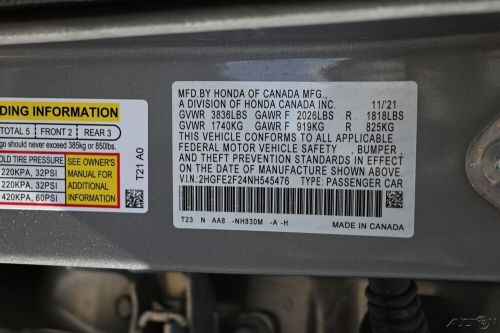 DING INFORMATION
TOTAL 5 FRONT 2 REAR 3
go should never exceed 385kg or 850lbs.
OLD TIRE PRESSURE
220KPA, 32PSI
220KPA, 32PSI
420KPA, 60PSI
SEE OWNER'S
MANUAL FOR
ADDITIONAL
INFORMATION
T21 A0
MFD.BY HONDA OF CANADA MFG.,
A DIVISION OF HONDA CANADA INC. 11/'21
GVWR 3836LBS GAWR F 2026LBS R 1818LBS
GVWR 1740KG GAWR F 919KG R 825KG
THIS VEHICLE CONFORMS TO ALL APPLICABLE
FEDERAL MOTOR VEHICLE SAFETY , BUMPER ,
AND THEFT PREVENTION STANDARDS IN EFFECT
ON THE DATE OF MANUFACTURE SHOWN ABOVE.
V.I.N: 2HGFE2F24NH545476 TYPE: PASSENGER CAR
T23 N AA8 -NH830M -A -H
MADE IN CANADA